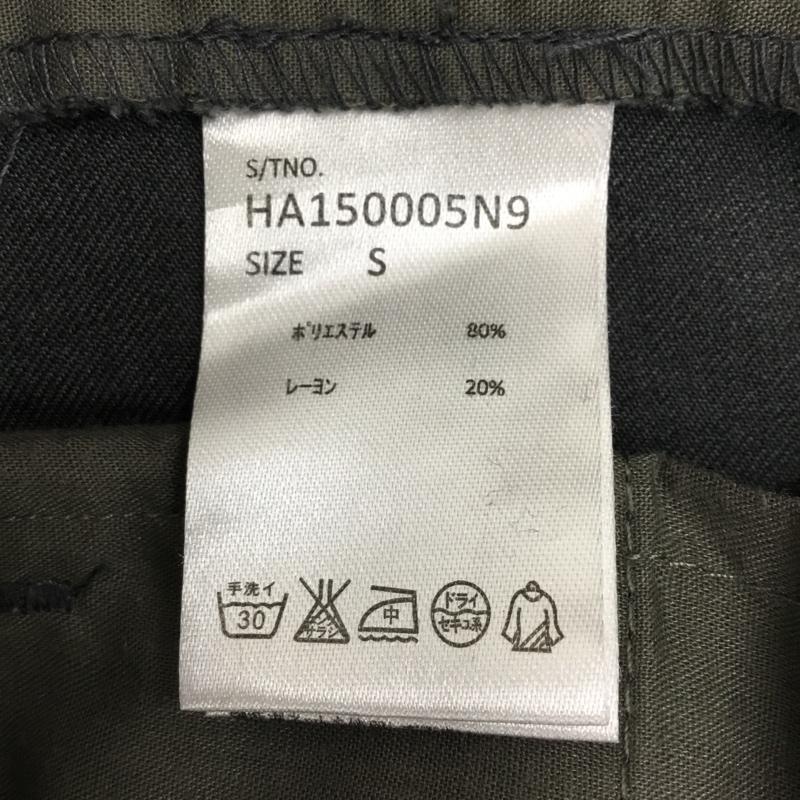 S/TNO.
HA150005N9
SIZE S
ポリエステル 80%
レーヨン 20%
手洗イ
30
サラシ
中
ドライ
セキユ系